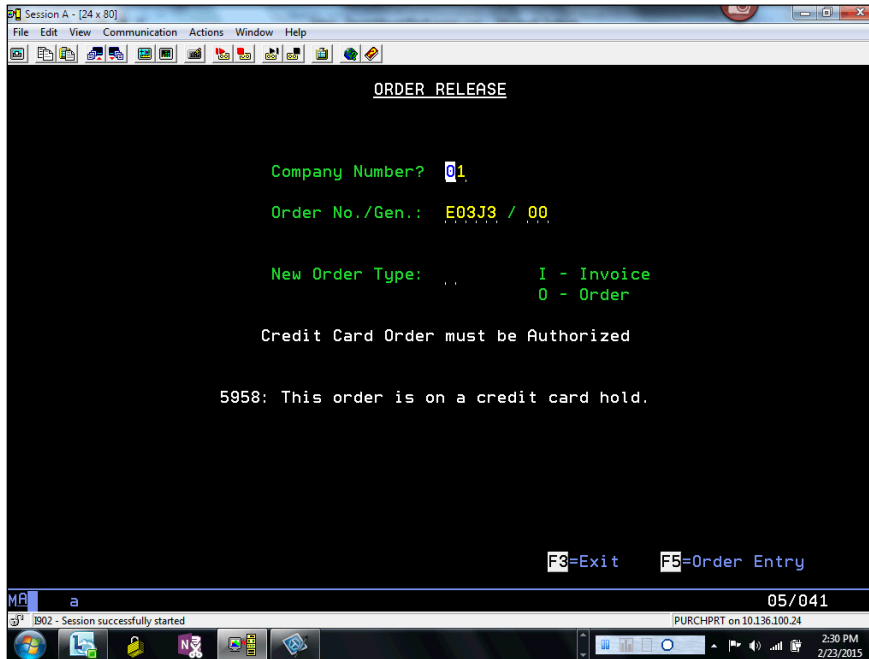 Session A - [24 x 80]
File Edit View Communication Actions Window Help
ORDER RELEASE
Company Number? 01
Order No./Gen.: E03J3 / 00
New Order Type: I - Invoice
O - Order
Credit Card Order must be Authorized
5958: This order is on a credit card hold.
F3=Exit F5=Order Entry
MA a 05/041
I902 - Session successfully started PURCHPRT on 10.136.100.24
2:30 PM
2/23/2015